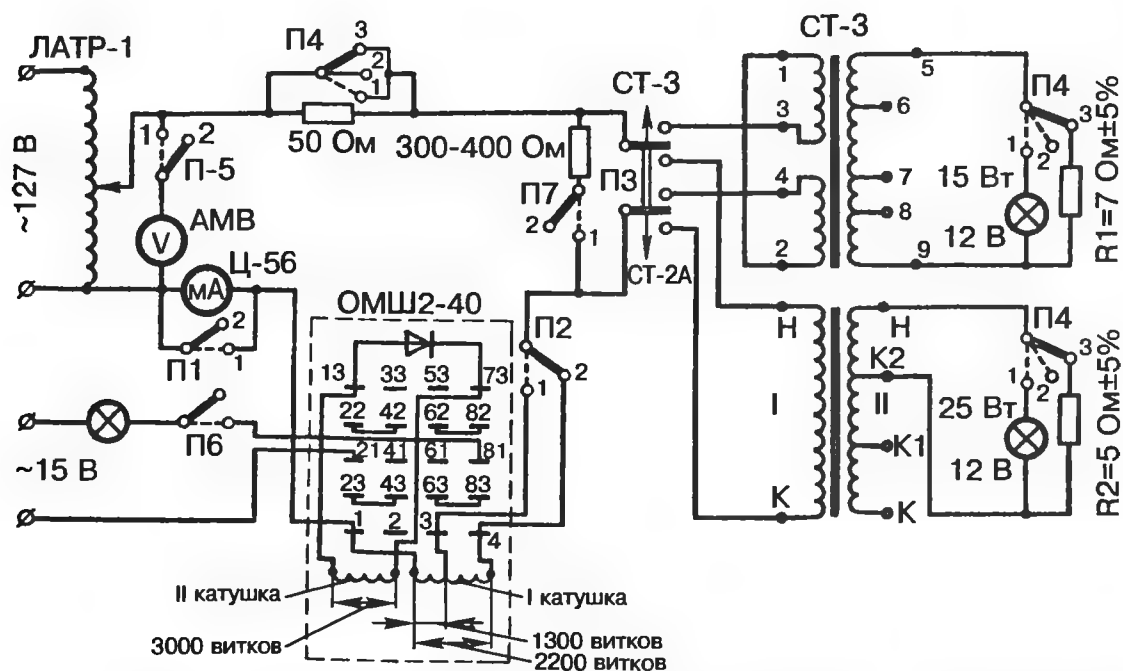 ЛАТР-1
~127 В
П4
3
2
1
50 Ом
300-400 Ом
1
2
П-5
V
АМВ
Ц-56
мА
2
П1
1
П7
2
1
СТ-3
П3
СТ-2А
СТ-3
1
3
4
2
5
6
7
8
9
П4
3
1
2
15 Вт
12 В
R1=7 Ом±5%
Н
I
К
Н
К2
II
К1
К
П4
3
1
2
25 Вт
12 В
R2=5 Ом±5%
П2
1
2
П6
~15 В
ОМШ2-40
13 33 53 73
22 42 62 82
21 41 61 81
23 43 63 83
1 2 3 4
II катушка
I катушка
3000 витков
1300 витков
2200 витков